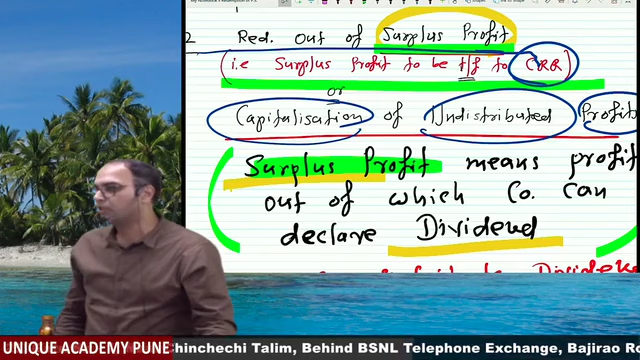 2 Red. out of Surplus Profit
(i.e Surplus Profit to be t/f to CRR)
or
Capitalisation of Undistributed Profit
Surplus Profit means profit
out of which Co. can
declare Dividend
UNIQUE ACADEMY PUNE
hinchechi Talim, Behind BSNL Telephone Exchange, Bajirao Ro